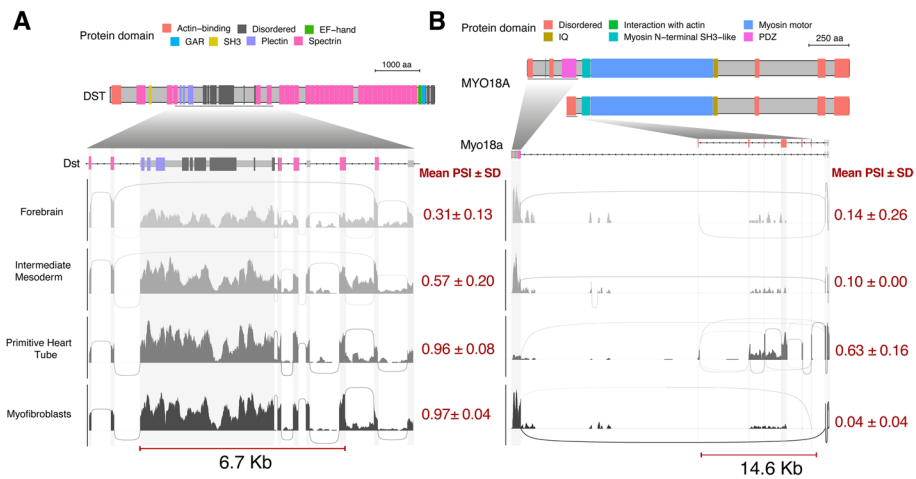 A
Protein domain
Actin-binding Disordered EF-hand
GAR SH3 Plectin Spectrin
1000 aa
DST
Dst
Mean PSI ± SD
Forebrain
0.31± 0.13
Intermediate
Mesoderm
0.57 ± 0.20
Primitive Heart
Tube
0.96 ± 0.08
Myofibroblasts
0.97± 0.04
6.7 Kb
B
Protein domain
Disordered Interaction with actin Myosin motor
IQ Myosin N−terminal SH3−like PDZ
250 aa
MYO18A
Myo18a
Mean PSI ± SD
0.14 ± 0.26
0.10 ± 0.00
0.63 ± 0.16
0.04 ± 0.04
14.6 Kb